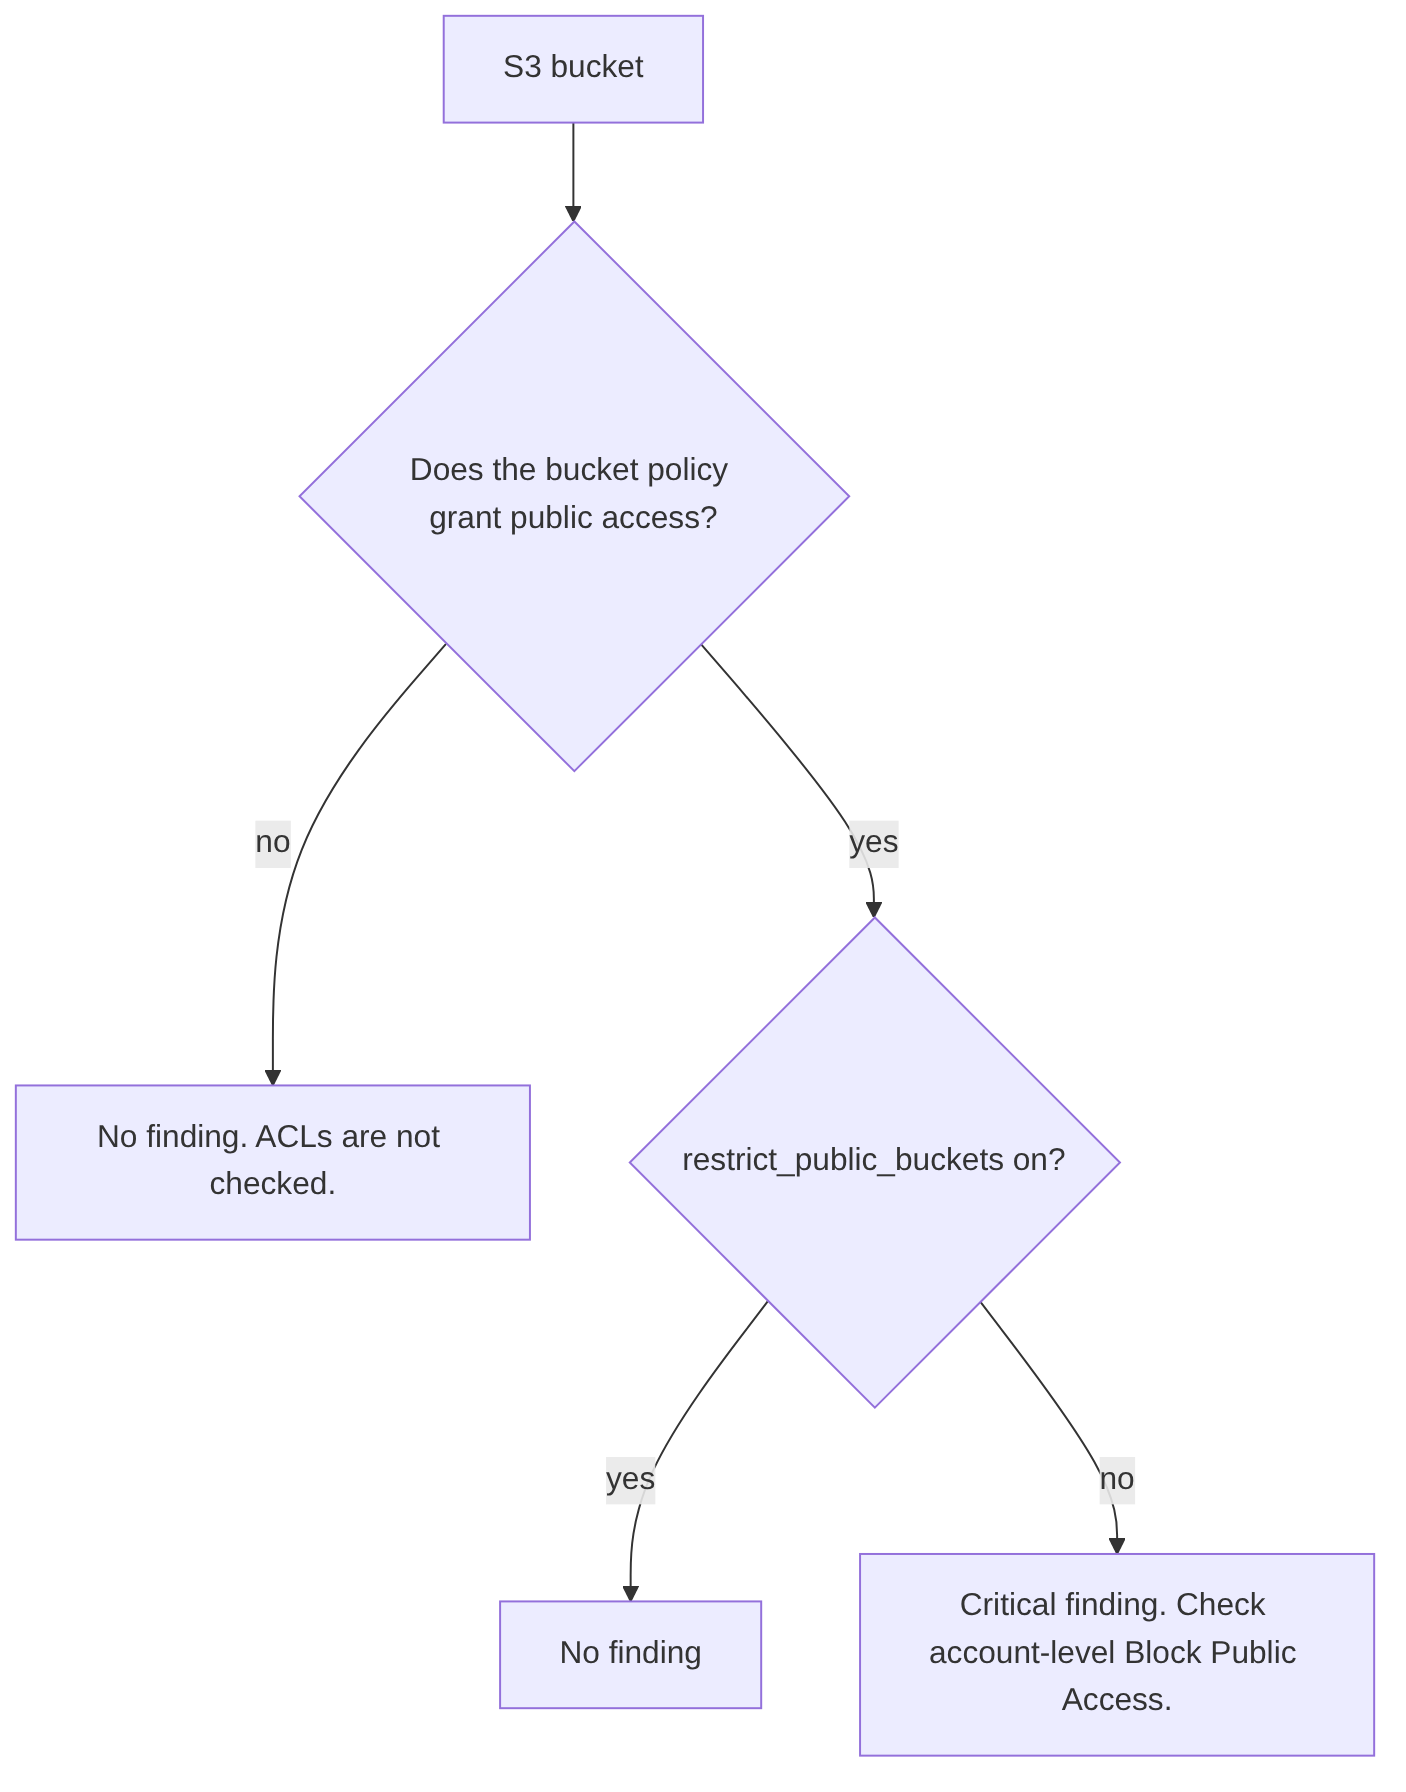 S3 bucket
Does the bucket policy
grant public access?
no
yes
No finding. ACLs are not
checked.
restrict_public_buckets on?
yes
no
No finding
Critical finding. Check
account-level Block Public
Access.